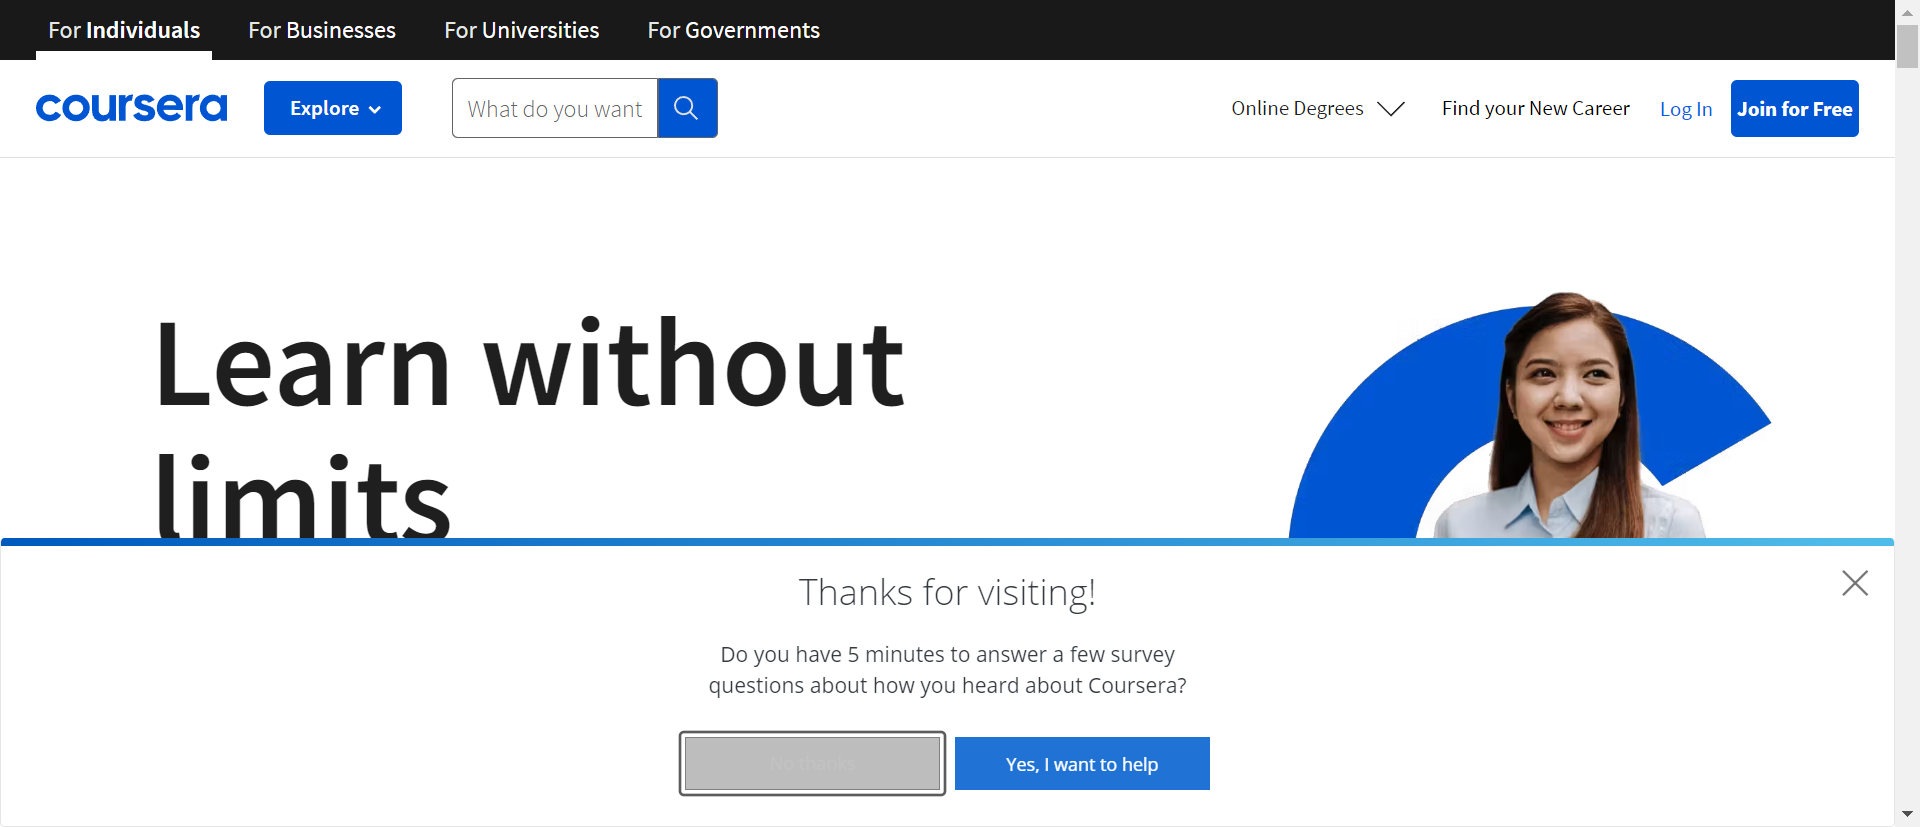 For Individuals For Businesses For Universities For Governments
coursera Explore What do you want Online Degrees Find your New Career Log In Join for Free
Learn without
limits
Thanks for visiting!
Do you have 5 minutes to answer a few survey
questions about how you heard about Coursera?
No thanks Yes, I want to help